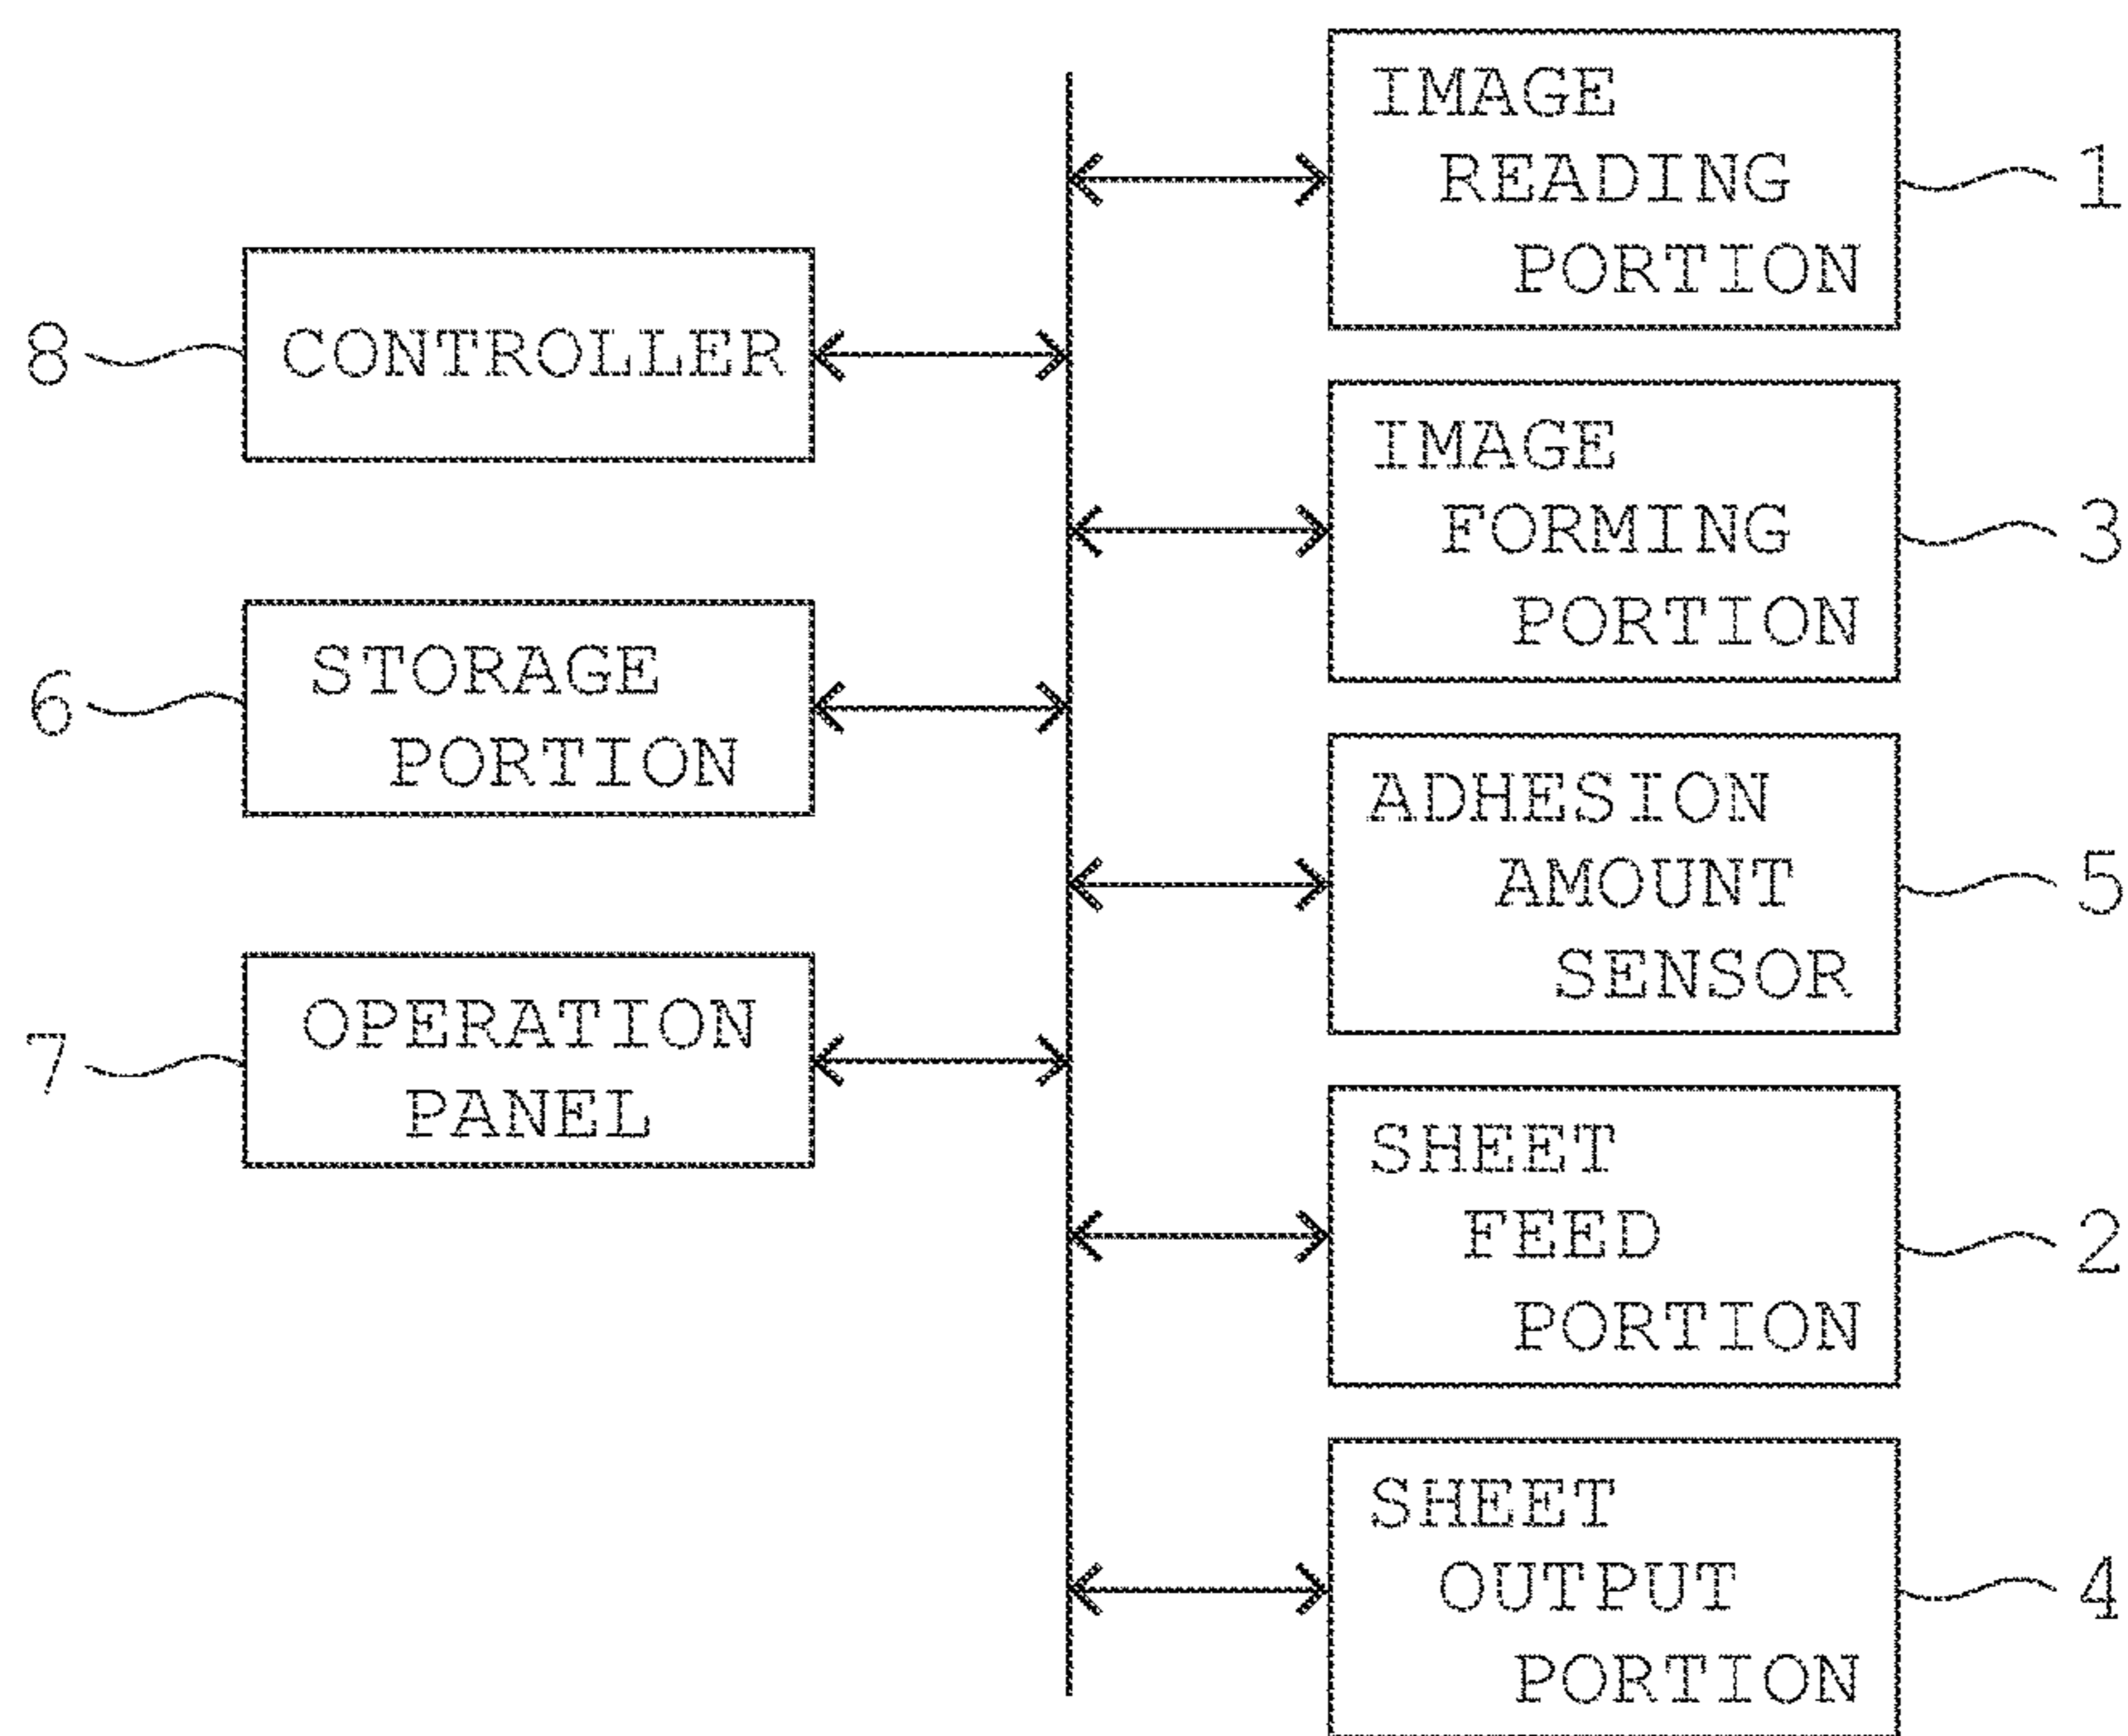 8
CONTROLLER
6
STORAGE
PORTION
7
OPERATION
PANEL
IMAGE
READING
PORTION
1
IMAGE
FORMING
PORTION
3
ADHESION
AMOUNT
SENSOR
5
SHEET
FEED
PORTION
2
SHEET
OUTPUT
PORTION
4